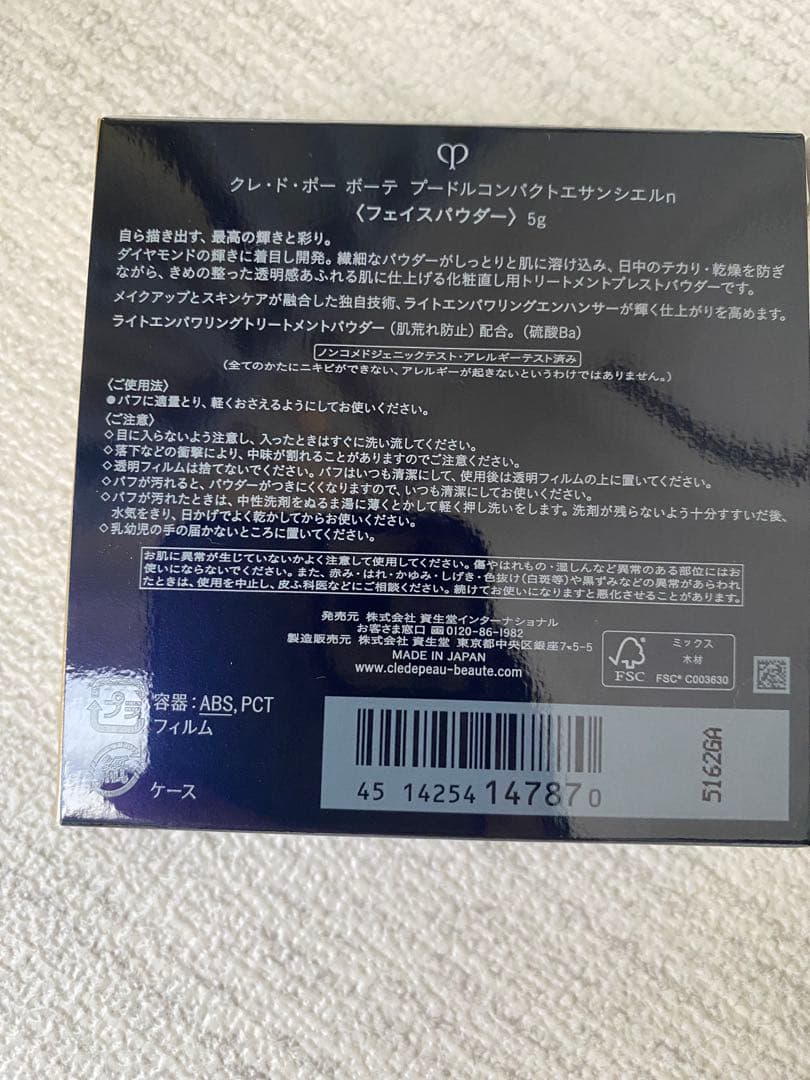 クレ・ド・ポー ボーテ プードルコンパクトエサンシエルn
〈フェイスパウダー〉5g
自ら描き出す、最高の輝きと彩り。
ダイヤモンドの輝きに着目し開発。繊細なパウダーがしっとりと肌に溶け込み、日中のテカリ・乾燥を防ぎ
ながら、きめの整った透明感あふれる肌に仕上げる化粧直し用トリートメントプレストパウダーです。
メイクアップとスキンケアが融合した独自技術、ライトエンパワリングエンハンサーが輝く仕上がりを高めます。
ライトエンパワリングトリートメントパウダー(肌荒れ防止)配合。(硫酸Ba)
ノンコメドジェニックテスト・アレルギーテスト済み
(全てのかたにニキビができない、アレルギーが起きないというわけではありません。)
〈ご使用法〉
●パフに適量とり、軽くおさえるようにしてお使いください。
〈ご注意〉
◇目に入らないよう注意し、入ったときはすぐに洗い流してください。
◇落下などの衝撃により、中味が割れることがありますのでご注意ください。
◇透明フィルムは捨てないでください。パフはいつも清潔にして、使用後は透明フィルムの上に置いてください。
◇パフが汚れると、パウダーがつきにくくなりますので、いつも清潔にしてお使いください。
◇パフが汚れたときは、中性洗剤をぬるま湯に薄くとかして軽く押し洗いをします。洗剤が残らないよう十分すすいだ後、
水気をきり、日かげでよく乾かしてからお使いください。
◇乳幼児の手の届かないところに置いてください。
お肌に異常が生じていないかよく注意して使用してください。傷やはれもの・湿しんなど異常のある部位にはお
使いにならないでください。また、赤み・はれ・かゆみ・しげき・色抜け(白斑等)や黒ずみなどの異常があらわれ
たときは、使用を中止し、皮ふ科医などにご相談ください。続けてお使いになりますと悪化させることがあります。
発売元 株式会社 資生堂インターナショナル
お客さま窓口 0120-86-1982
製造販売元 株式会社 資生堂 東京都中央区銀座7-5-5
MADE IN JAPAN
www.cledepeau-beaute.com
FSC
ミックス
木材
FSC® C003630
プラ
容器:ABS, PCT
フィルム
紙
ケース
45 14254 14787 0
5162GA